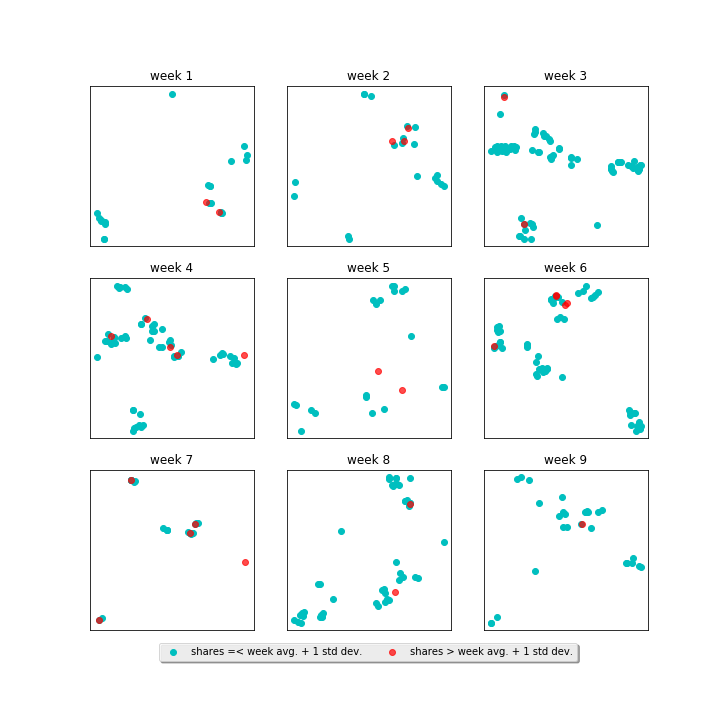 week 1
week 2
week 3
week 4
week 5
week 6
week 7
week 8
week 9
shares =< week avg. + 1 std dev.
shares > week avg. + 1 std dev.